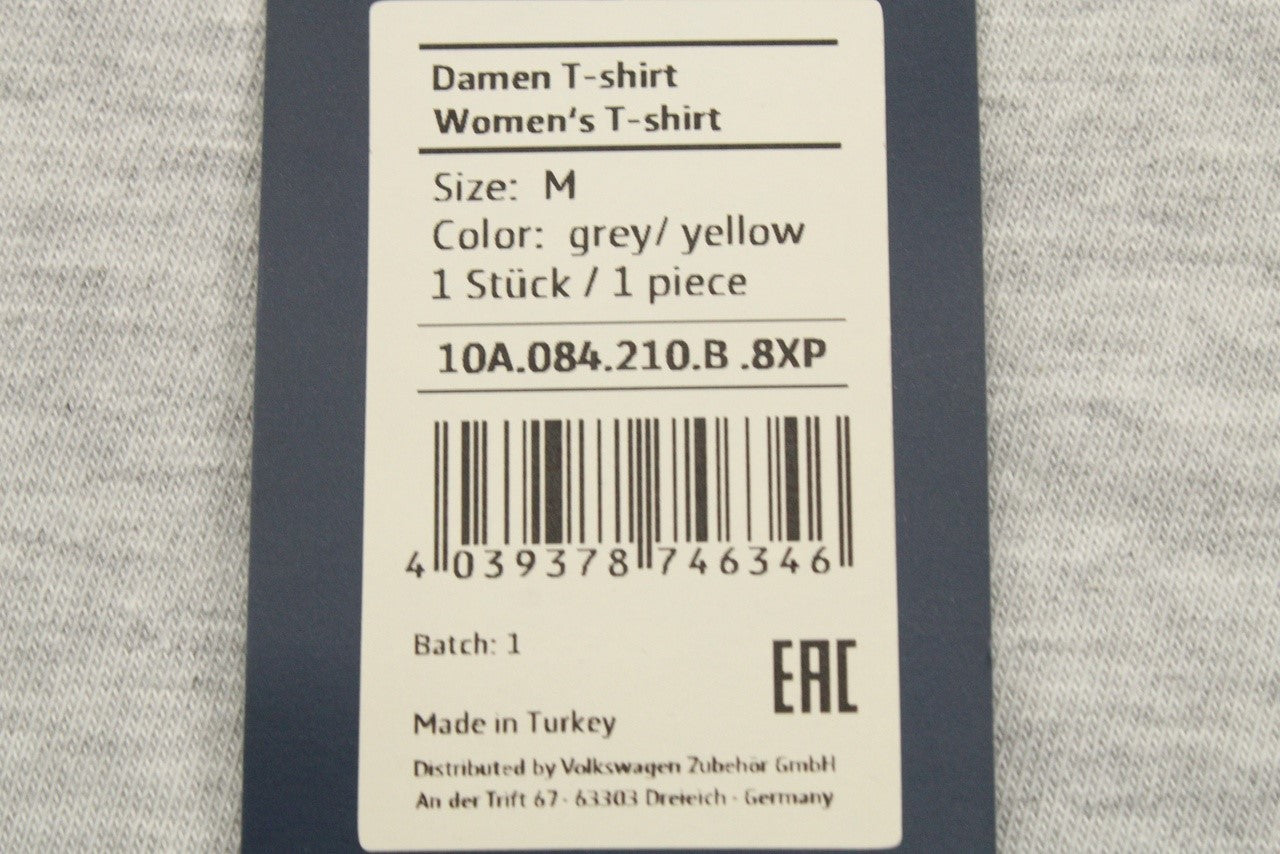 Damen T-shirt
Women's T-shirt
Size: M
Color: grey/ yellow
1 Stück / 1 piece
10A.084.210.B .8XP
4 039378 746346
Batch: 1
EAC
Made in Turkey
Distributed by Volkswagen Zubehör GmbH
An der Trift 67 · 63303 Dreieich · Germany